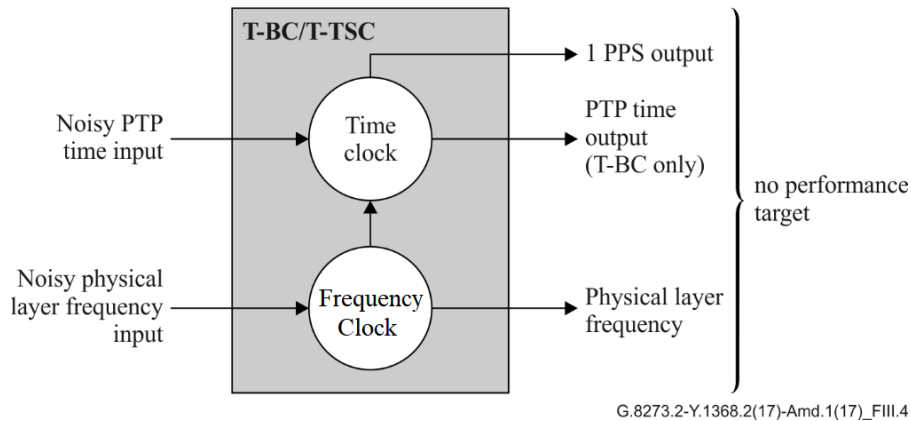 T-BC/T-TSC
1 PPS output
Noisy PTP
time input
Time
clock
PTP time
output
(T-BC only)
no performance
target
Noisy physical
layer frequency
input
Frequency
Clock
Physical layer
frequency
G.8273.2-Y.1368.2(17)-Amd.1(17)_FIII.4